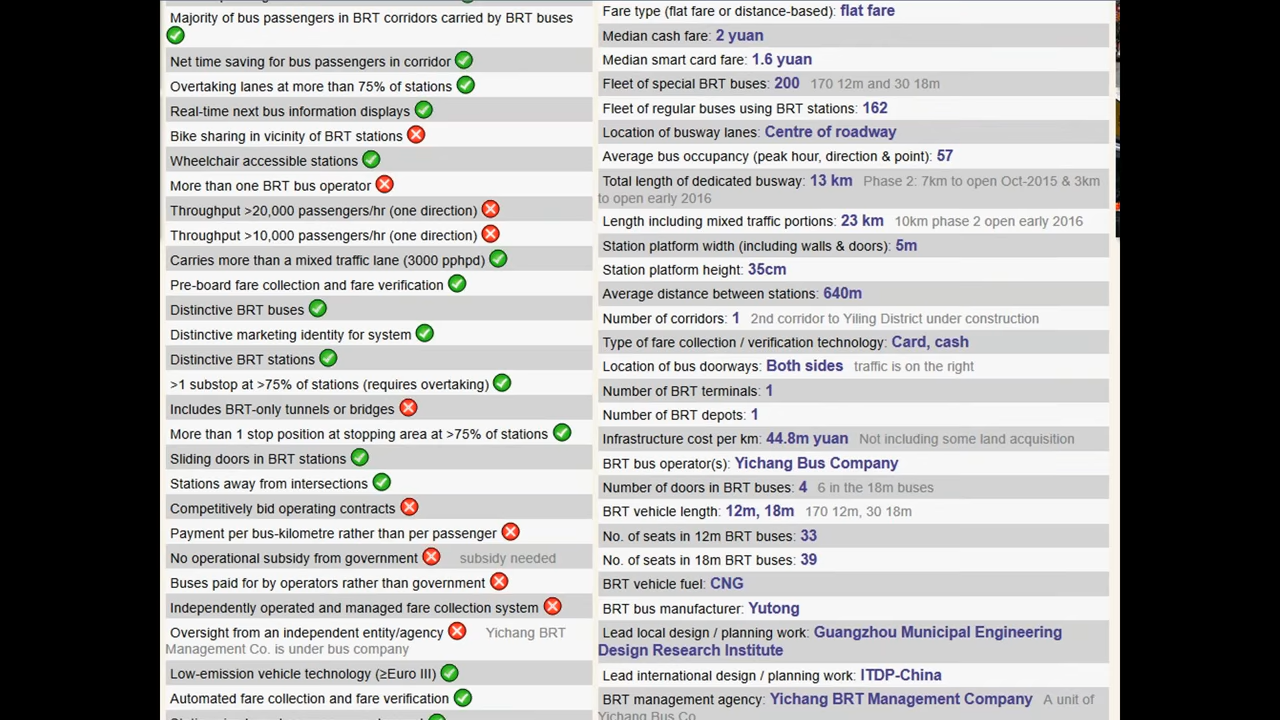 Majority of bus passengers in BRT corridors carried by BRT buses
Net time saving for bus passengers in corridor
Overtaking lanes at more than 75% of stations
Real-time next bus information displays
Bike sharing in vicinity of BRT stations
Wheelchair accessible stations
More than one BRT bus operator
Throughput >20,000 passengers/hr (one direction)
Throughput >10,000 passengers/hr (one direction)
Carries more than a mixed traffic lane (3000 pphpd)
Pre-board fare collection and fare verification
Distinctive BRT buses
Distinctive marketing identity for system
Distinctive BRT stations
>1 substop at >75% of stations (requires overtaking)
Includes BRT-only tunnels or bridges
More than 1 stop position at stopping area at >75% of stations
Sliding doors in BRT stations
Stations away from intersections
Competitively bid operating contracts
Payment per bus-kilometre rather than per passenger
No operational subsidy from government subsidy needed
Buses paid for by operators rather than government
Independently operated and managed fare collection system
Oversight from an independent entity/agency Yichang BRT
Management Co. is under bus company
Low-emission vehicle technology (≥Euro III)
Automated fare collection and fare verification
Fare type (flat fare or distance-based): flat fare
Median cash fare: 2 yuan
Median smart card fare: 1.6 yuan
Fleet of special BRT buses: 200 170 12m and 30 18m
Fleet of regular buses using BRT stations: 162
Location of busway lanes: Centre of roadway
Average bus occupancy (peak hour, direction & point): 57
Total length of dedicated busway: 13 km Phase 2: 7km to open Oct-2015 & 3km
to open early 2016
Length including mixed traffic portions: 23 km 10km phase 2 open early 2016
Station platform width (including walls & doors): 5m
Station platform height: 35cm
Average distance between stations: 640m
Number of corridors: 1 2nd corridor to Yiling District under construction
Type of fare collection / verification technology: Card, cash
Location of bus doorways: Both sides traffic is on the right
Number of BRT terminals: 1
Number of BRT depots: 1
Infrastructure cost per km: 44.8m yuan Not including some land acquisition
BRT bus operator(s): Yichang Bus Company
Number of doors in BRT buses: 4 6 in the 18m buses
BRT vehicle length: 12m, 18m 170 12m, 30 18m
No. of seats in 12m BRT buses: 33
No. of seats in 18m BRT buses: 39
BRT vehicle fuel: CNG
BRT bus manufacturer: Yutong
Lead local design / planning work: Guangzhou Municipal Engineering
Design Research Institute
Lead international design / planning work: ITDP-China
BRT management agency: Yichang BRT Management Company A unit of
Yichang Bus Co